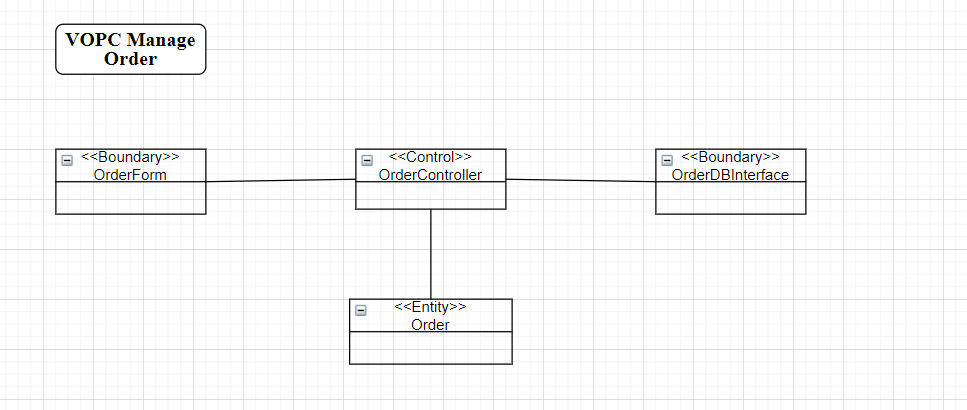 VOPC Manage
Order
<<Boundary>>
OrderForm
<<Control>>
OrderController
<<Boundary>>
OrderDBInterface
<<Entity>>
Order